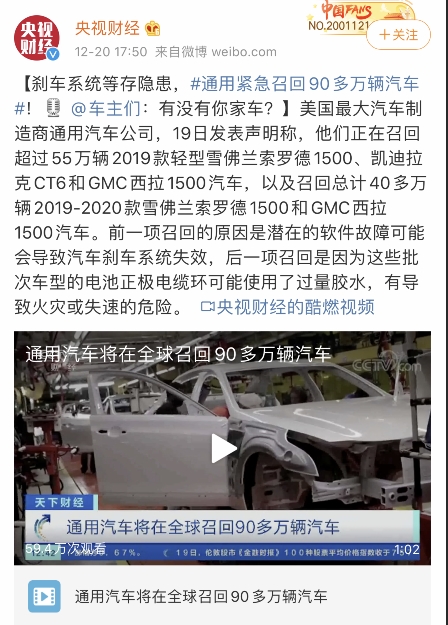 央视财经
央视
财经
中国FANS
NO.2001121
+关注
12-20 17:50 来自微博 weibo.com
【刹车系统等存隐患，#通用紧急召回90多万辆汽车
#！ @车主们：有没有你家车？】美国最大汽车制
造商通用汽车公司，19日发表声明称，他们正在召回
超过55万辆2019款轻型雪佛兰索罗德1500、凯迪拉
克CT6和GMC西拉1500汽车，以及召回总计40多万
辆2019-2020款雪佛兰索罗德1500和GMC西拉
1500汽车。前一项召回的原因是潜在的软件故障可能
会导致汽车刹车系统失效，后一项召回是因为这些批
次车型的电池正极电缆环可能使用了过量胶水，有导
致火灾或失速的危险。 央视财经的酷燃视频
通用汽车将在全球召回90多万辆汽车
CCTV.com
天下财经
通用汽车将在全球召回90多万辆汽车
59.4万次观看
67%。
19日，伦敦股市《金融时报》100种股票平均价格指数收于
1:02
通用汽车将在全球召回90多万辆汽车